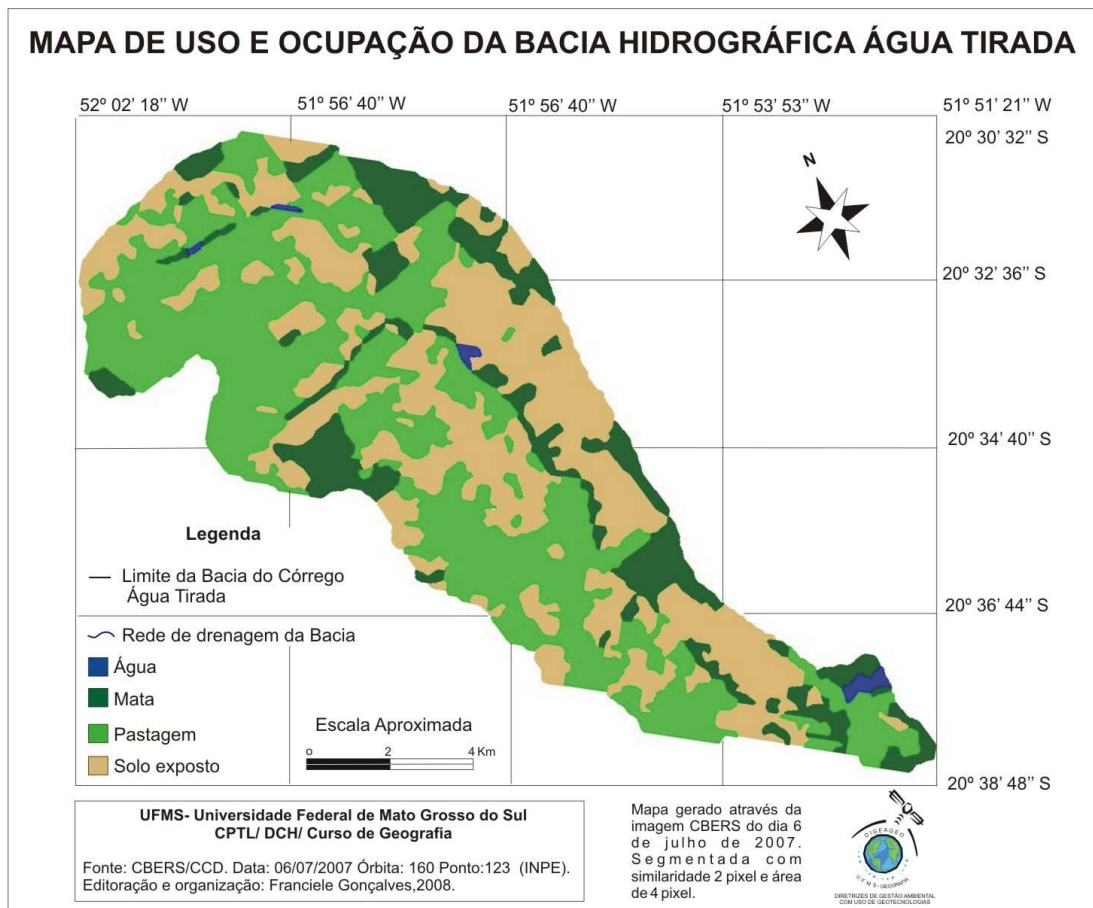 MAPA DE USO E OCUPAÇÃO DA BACIA HIDROGRÁFICA ÁGUA TIRADA
52º 02' 18'' W
51º 56' 40'' W
51º 56' 40'' W
51º 53' 53'' W
51º 51' 21'' W
20º 30' 32'' S
N
20º 32' 36'' S
20º 34' 40'' S
Legenda
Limite da Bacia do Córrego
Água Tirada
20º 36' 44'' S
Rede de drenagem da Bacia
Água
Mata
Pastagem
Solo exposto
Escala Aproximada
o 2 4 Km
20º 38' 48'' S
UFMS- Universidade Federal de Mato Grosso do Sul
CPTL/ DCH/ Curso de Geografia
Fonte: CBERS/CCD. Data: 06/07/2007 Órbita: 160 Ponto:123 (INPE).
Editoração e organização: Franciele Gonçalves,2008.
Mapa gerado através da
imagem CBERS do dia 6
de julho de 2007.
Segmentada com
similaridade 2 pixel e área
de 4 pixel.
DIGEAGEO
UFMS - GEOGRAFIA
DIRETRIZES DE GESTÃO AMBIENTAL
COM USO DE GEOTECNOLOGIAS